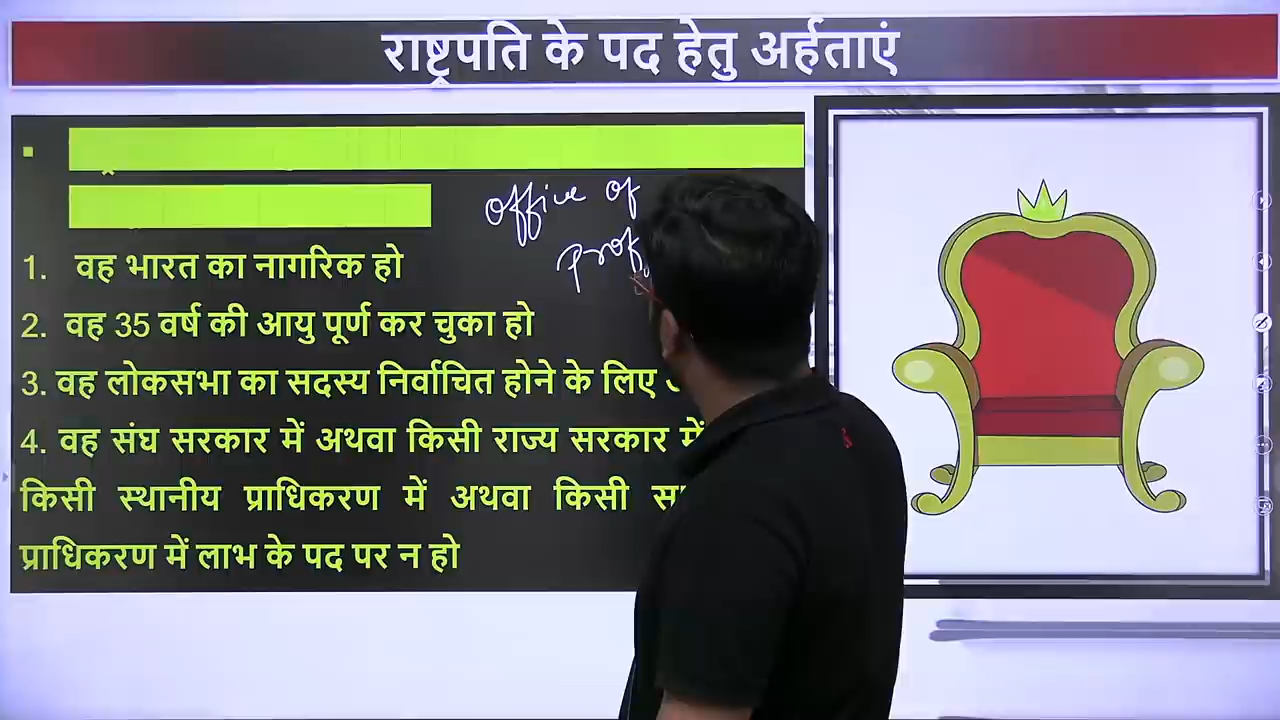 राष्ट्रपति के पद हेतु अर्हताएं
office of
1. वह भारत का नागरिक हो
2. वह 35 वर्ष की आयु पूर्ण कर चुका हो
3. वह लोकसभा का सदस्य निर्वाचित होने के लिए
4. वह संघ सरकार में अथवा किसी राज्य सरकार में
किसी स्थानीय प्राधिकरण में अथवा किसी
प्राधिकरण में लाभ के पद पर न हो